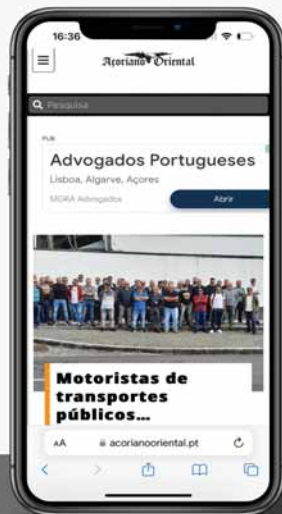 16:36
Açoriano Oriental
Pesquisa
PUB
Advogados Portugueses
Lisboa, Algarve, Açores
MGRA Advogados
Abrir
Motoristas de
transportes
públicos...
AA
acorianooriental.pt